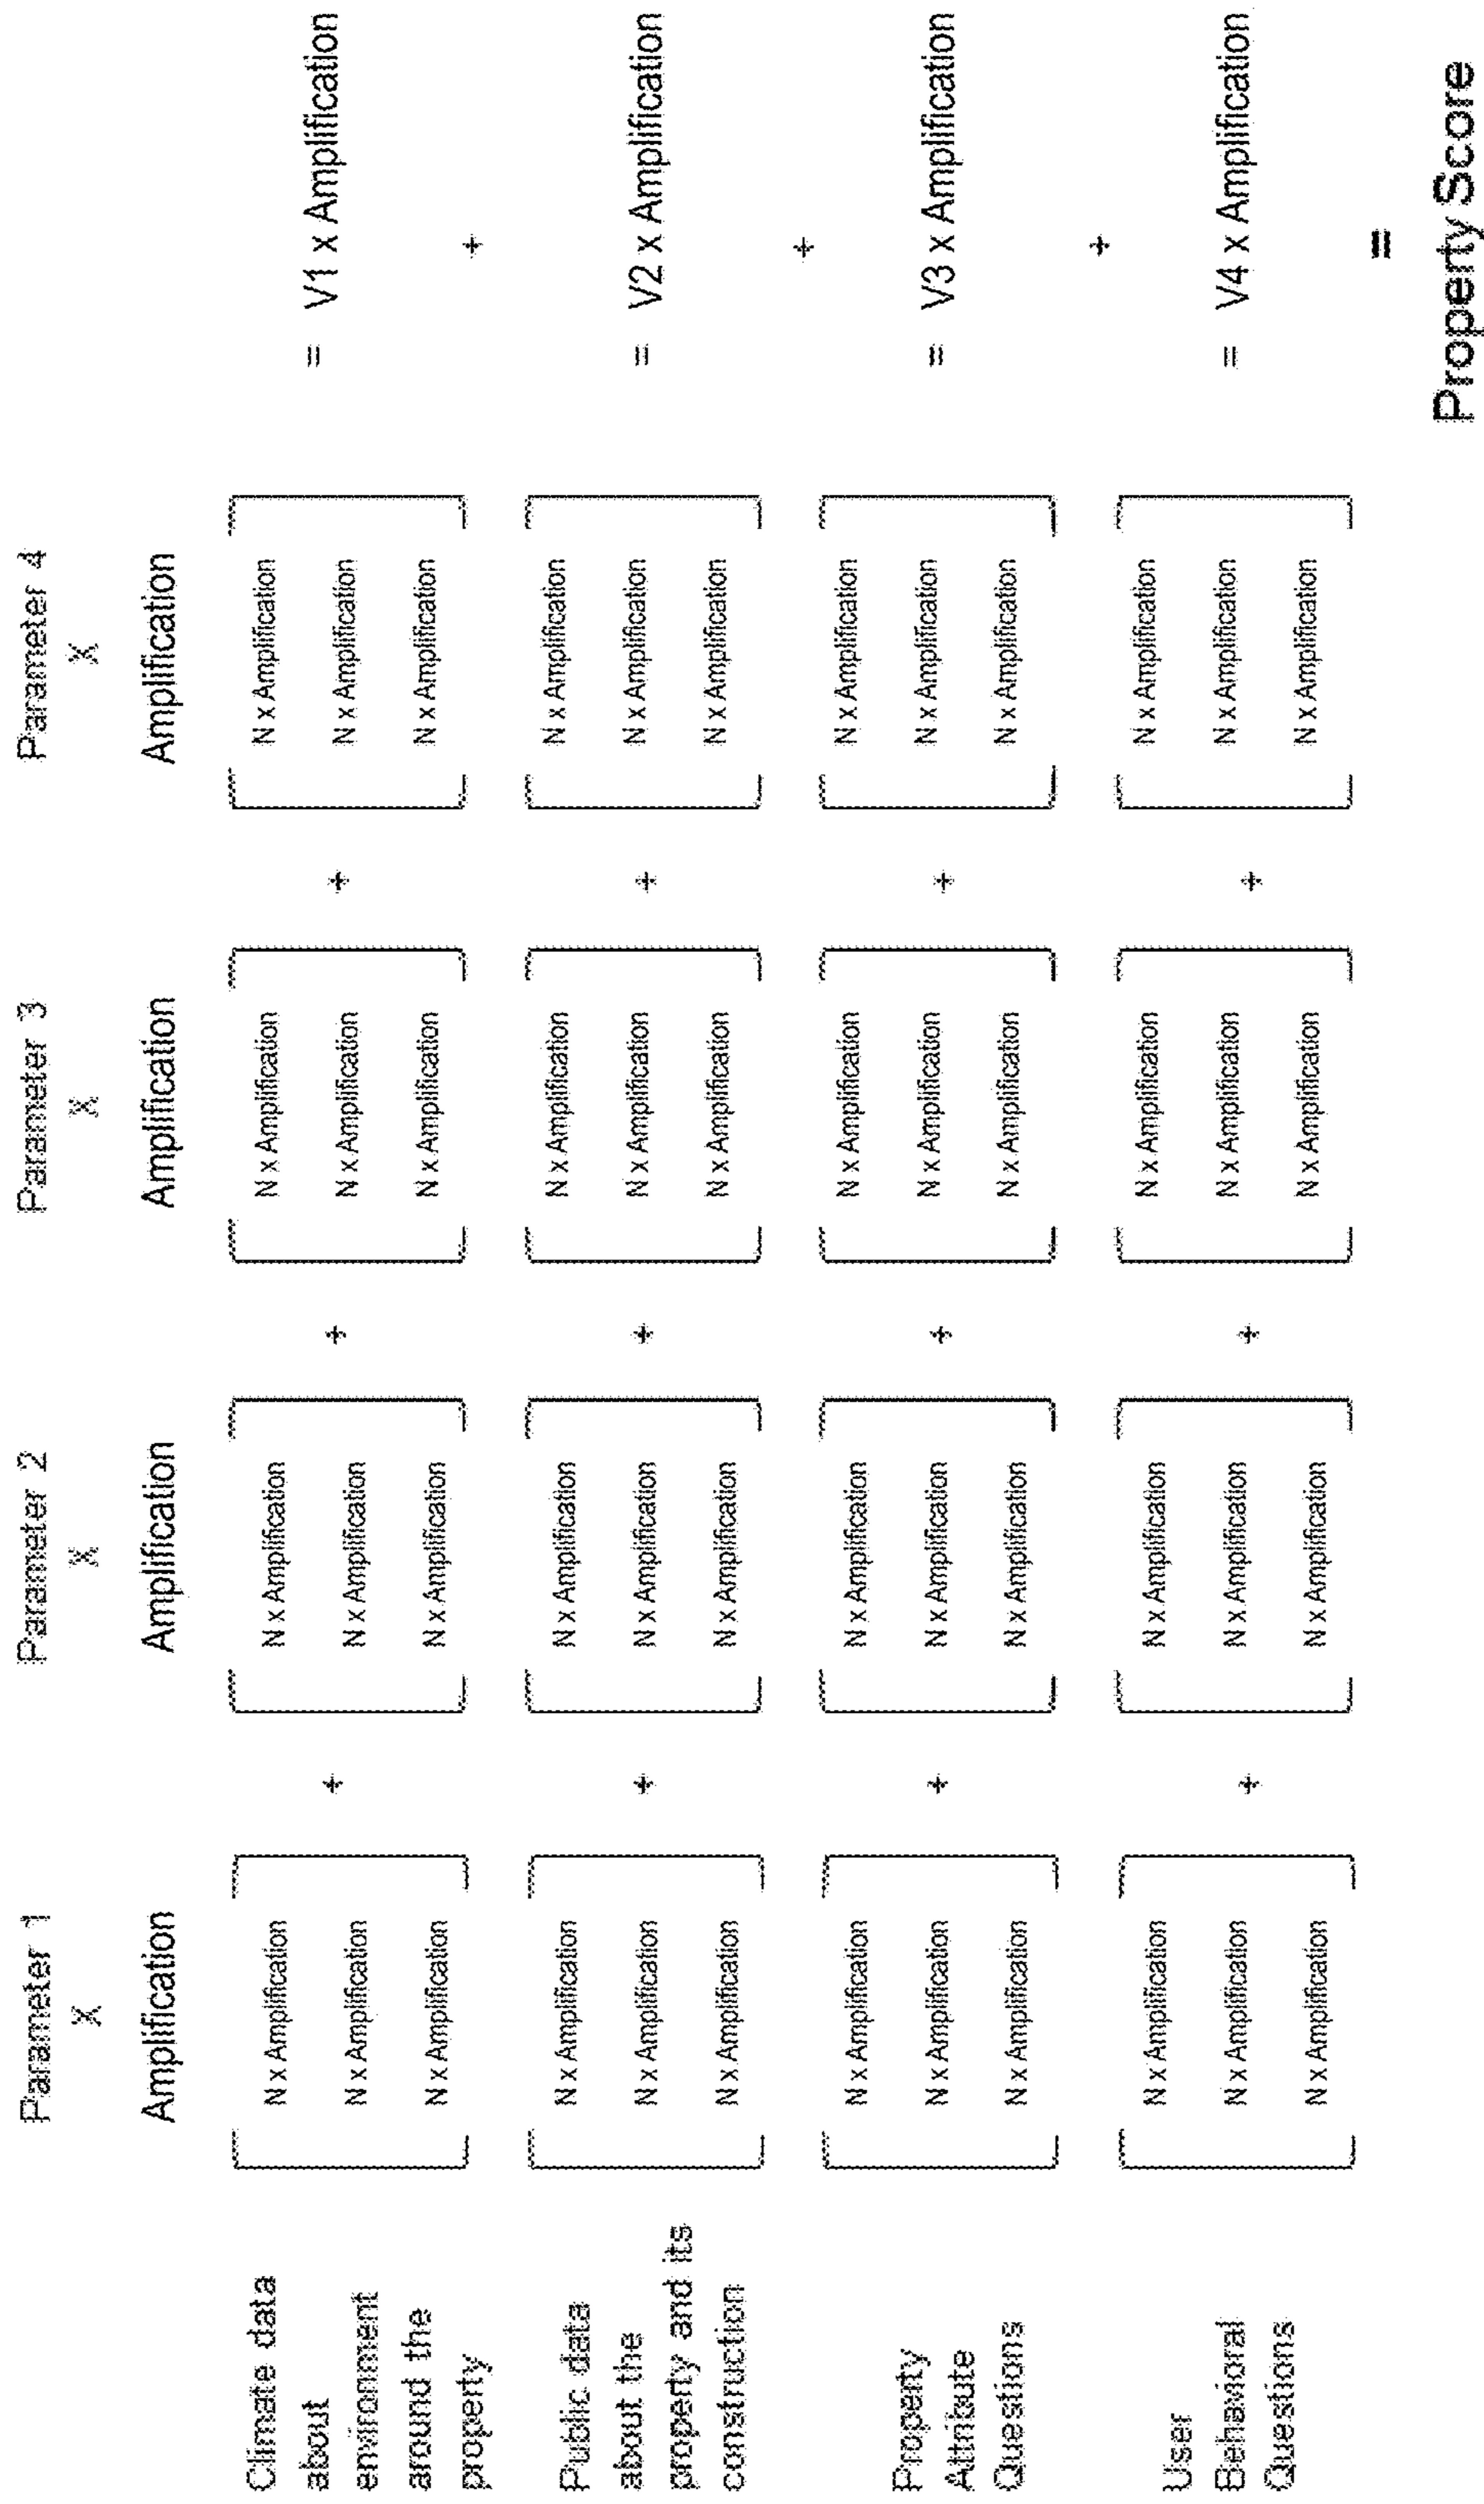 Parameter 1
X
Amplification
Parameter 2
X
Amplification
Parameter 3
X
Amplification
Parameter 4
X
Amplification
Climate data
about
environment
around the
property
N x Amplification
N x Amplification
N x Amplification
+
N x Amplification
N x Amplification
N x Amplification
+
N x Amplification
N x Amplification
N x Amplification
+
N x Amplification
N x Amplification
N x Amplification
= V1 x Amplification
+
Public data
about the
property and its
construction
N x Amplification
N x Amplification
N x Amplification
+
N x Amplification
N x Amplification
N x Amplification
+
N x Amplification
N x Amplification
N x Amplification
+
N x Amplification
N x Amplification
N x Amplification
= V2 x Amplification
+
Property
Attribute
Questions
N x Amplification
N x Amplification
N x Amplification
+
N x Amplification
N x Amplification
N x Amplification
+
N x Amplification
N x Amplification
N x Amplification
+
N x Amplification
N x Amplification
N x Amplification
= V3 x Amplification
+
User
Behavioral
Questions
N x Amplification
N x Amplification
N x Amplification
+
N x Amplification
N x Amplification
N x Amplification
+
N x Amplification
N x Amplification
N x Amplification
+
N x Amplification
N x Amplification
N x Amplification
= V4 x Amplification
=
Property Score